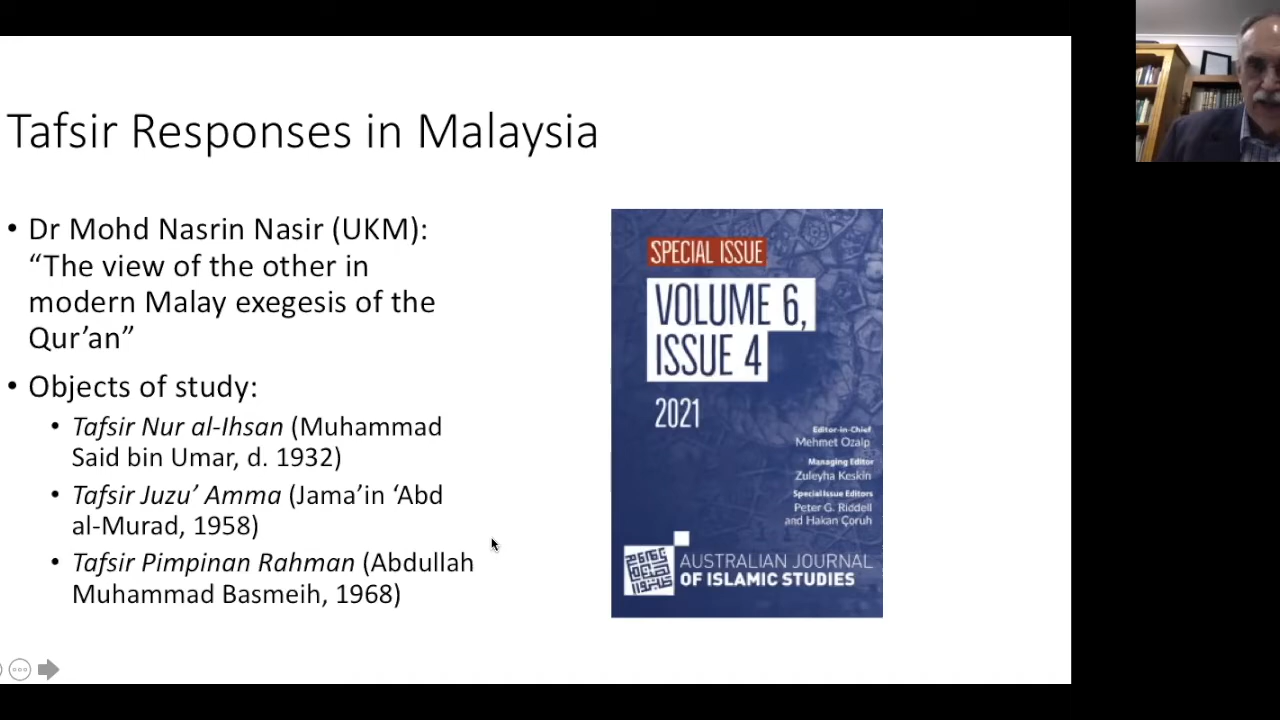 Tafsir Responses in Malaysia
• Dr Mohd Nasrin Nasir (UKM):
“The view of the other in
modern Malay exegesis of the
Qur’an”
• Objects of study:
• Tafsir Nur al-Ihsan (Muhammad
Said bin Umar, d. 1932)
• Tafsir Juzu’ Amma (Jama’in ‘Abd
al-Murad, 1958)
• Tafsir Pimpinan Rahman (Abdullah
Muhammad Basmeih, 1968)
SPECIAL ISSUE
VOLUME 6,
ISSUE 4
2021
Editor-in-Chief
Mehmet Ozalp
Managing Editor
Zuleyha Keskin
Special Issue Editors
Peter G. Riddell
and Hakan Çoruh
AUSTRALIAN JOURNAL
OF ISLAMIC STUDIES